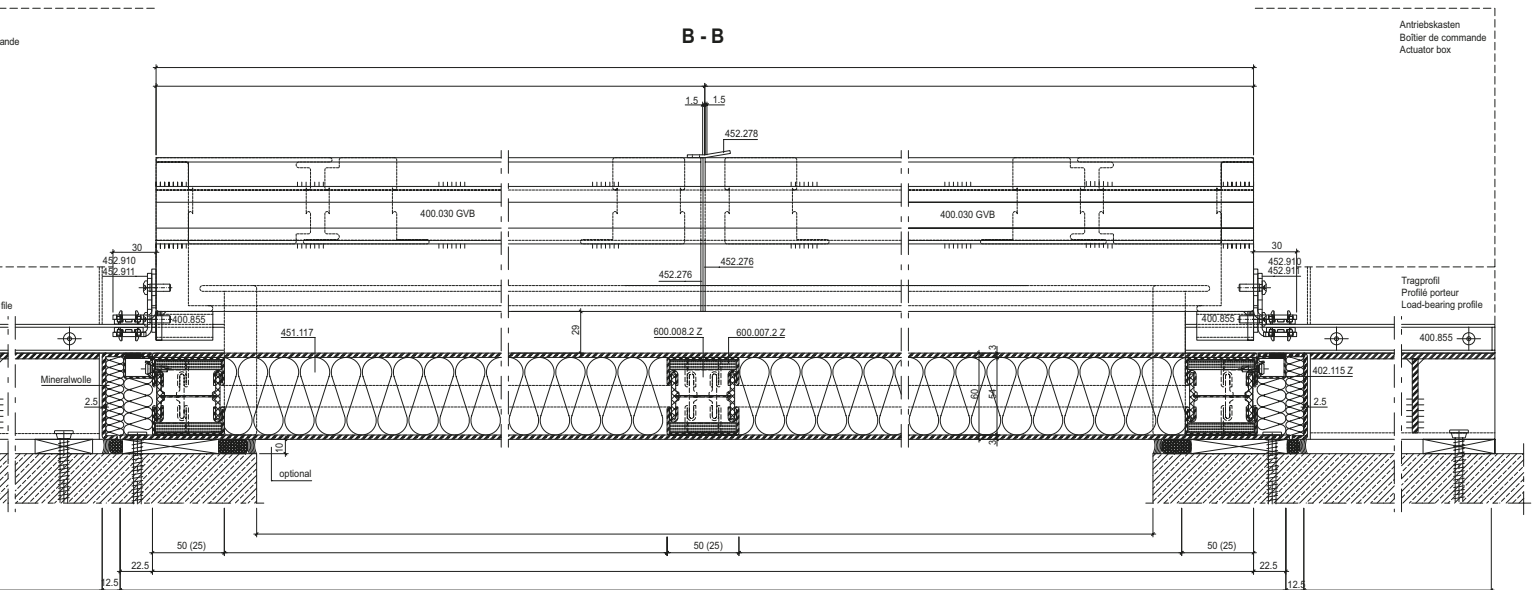 B - B
ande
Antriebskasten
Boîtier de commande
Actuator box
1.5
1.5
452.278
400.030 GVB
400.030 GVB
30
452.910
452.911
452.276
452.276
30
452.910
452.911
file
400.855
Tragprofil
Profilé porteur
Load-bearing profile
400.855
400.855
451.117
29
600.008.2 Z
600.007.2 Z
3
60
54
3
Mineralwolle
2.5
402.115 Z
2.5
10
optional
50 (25)
50 (25)
50 (25)
22.5
22.5
12.5
12.5